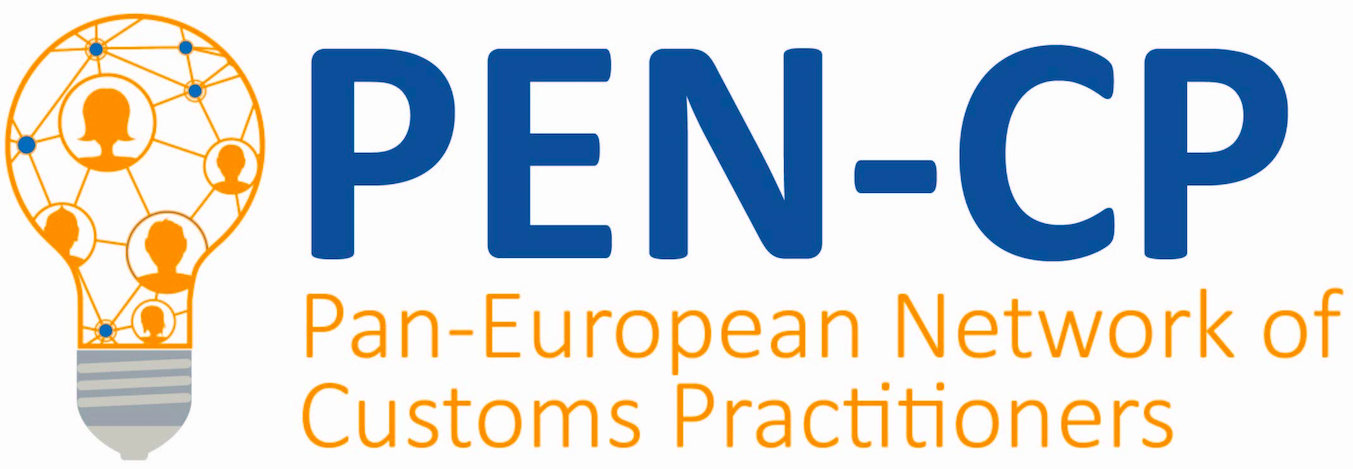 PEN-CP
Pan-European Network of
Customs Practitioners